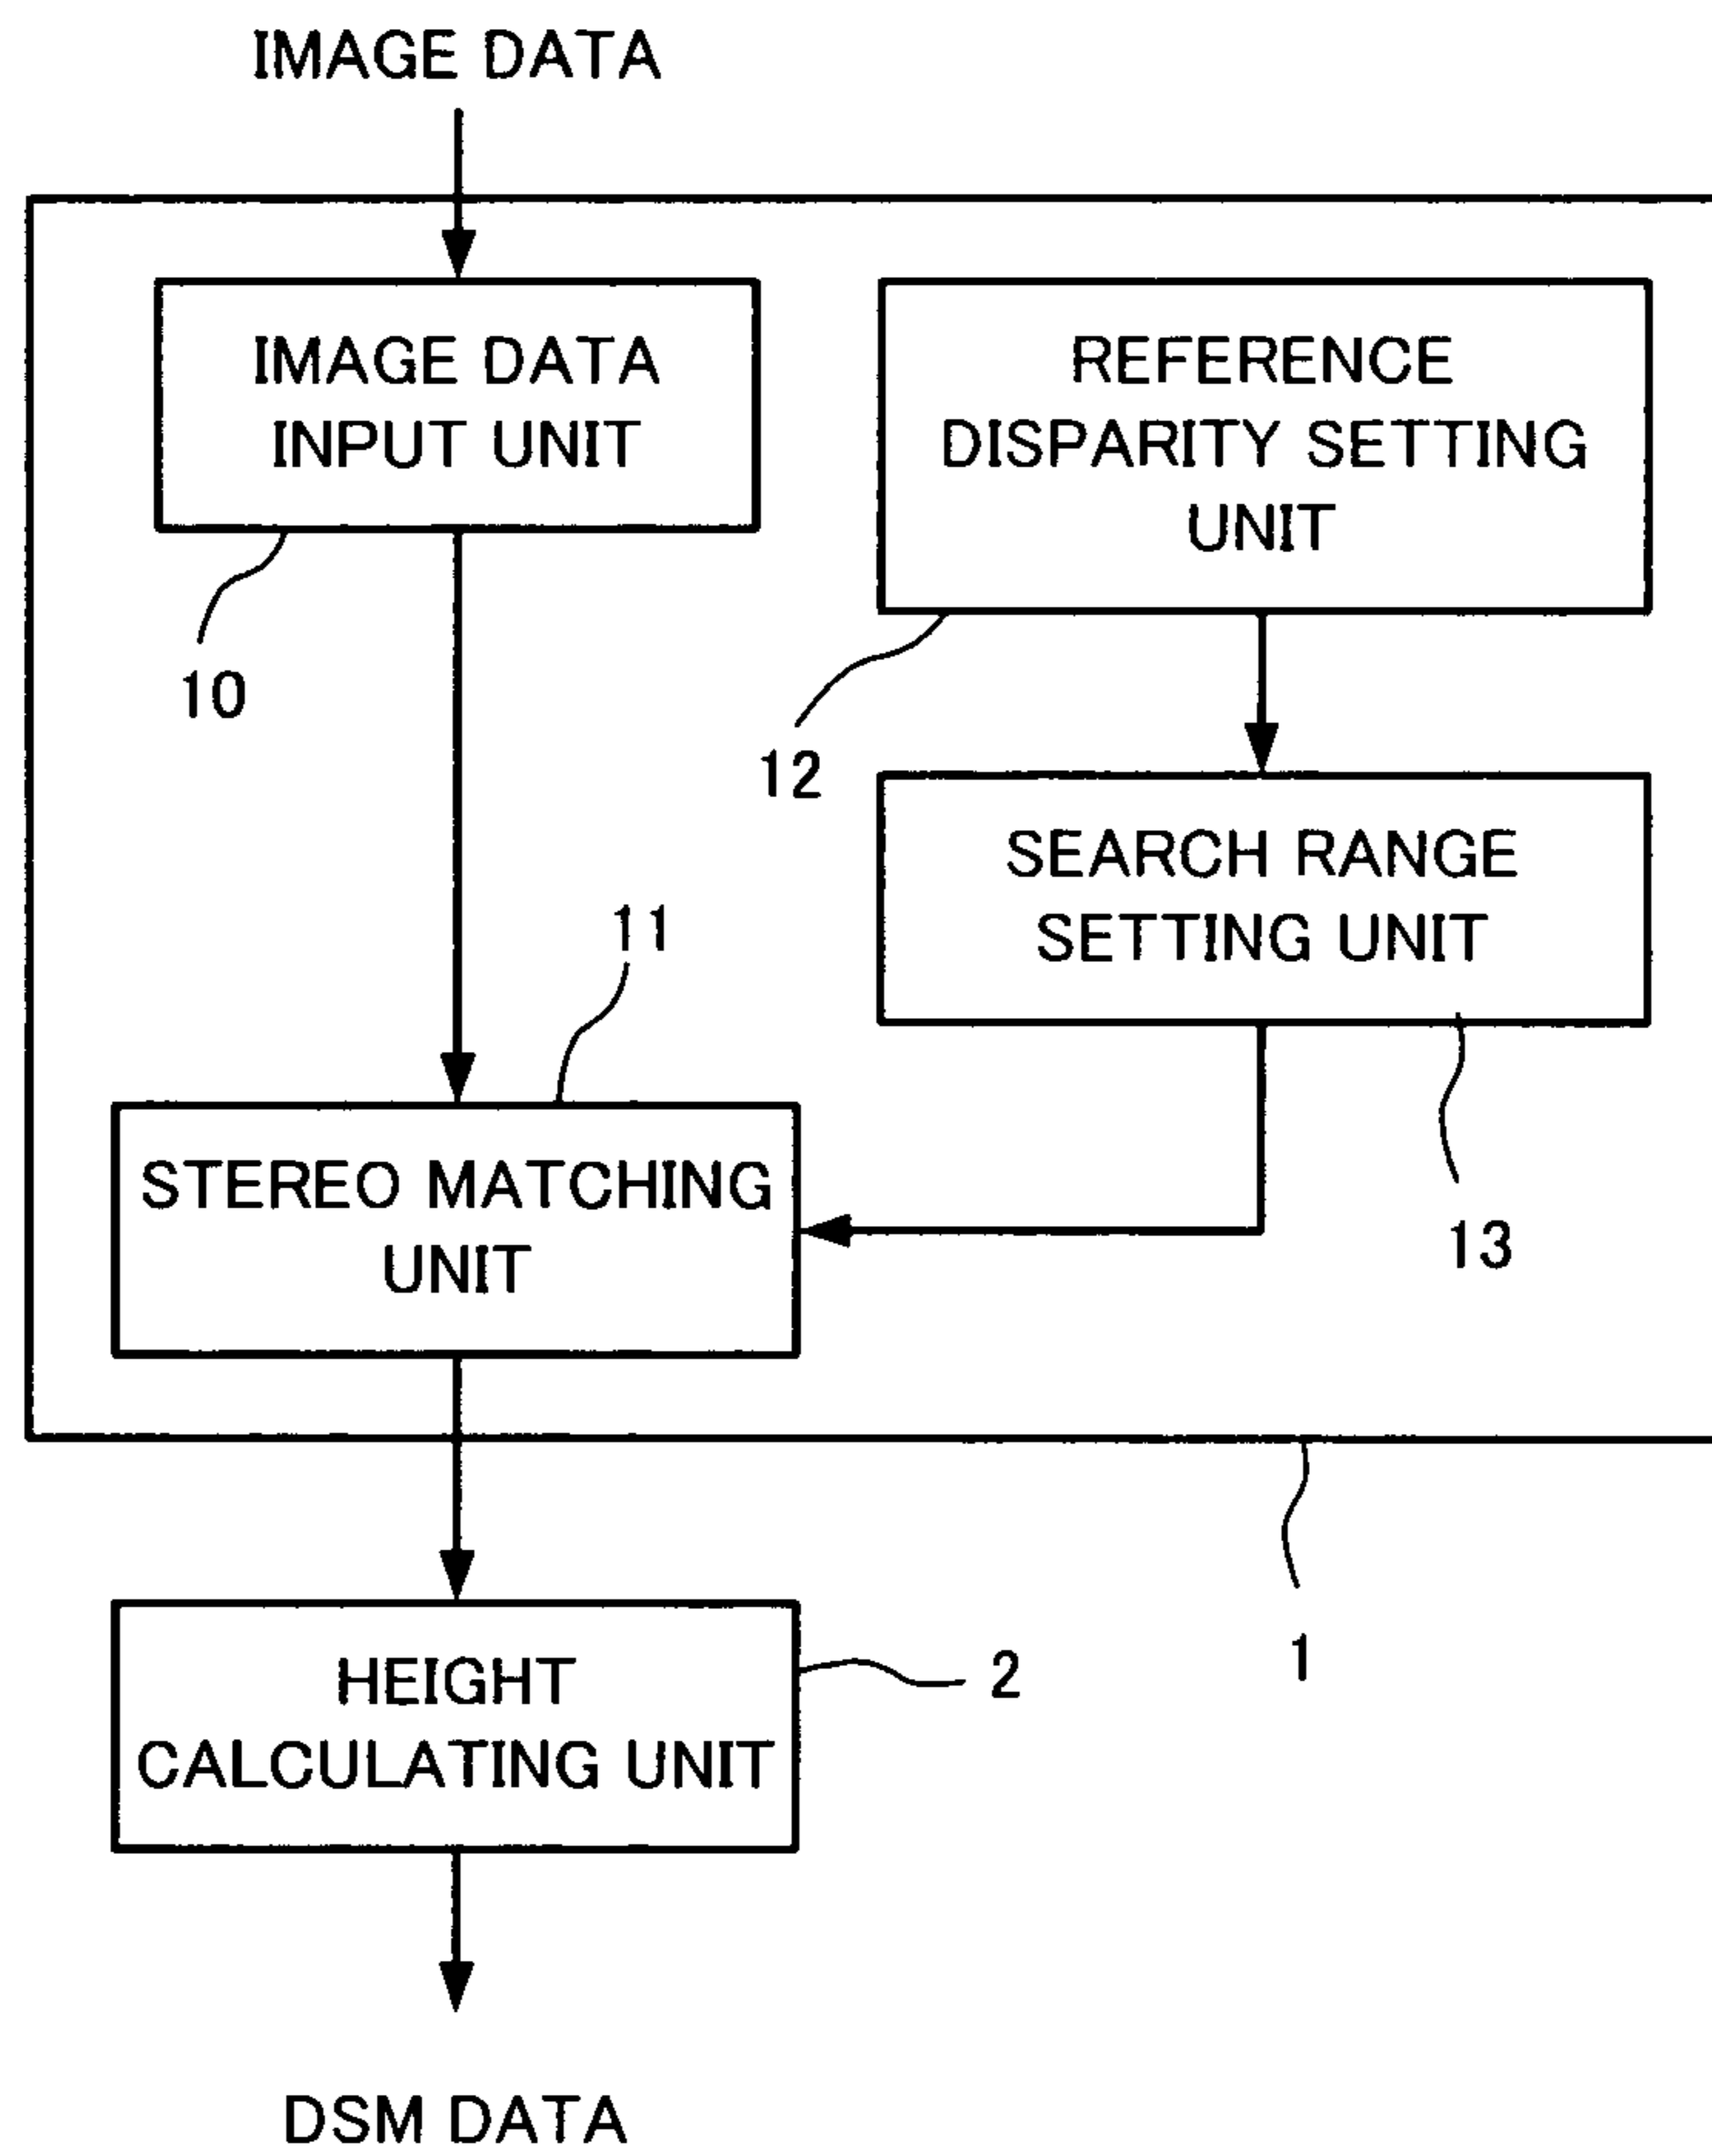 IMAGE DATA
IMAGE DATA
INPUT UNIT
10
REFERENCE
DISPARITY SETTING
UNIT
12
SEARCH RANGE
SETTING UNIT
13
11
STEREO MATCHING
UNIT
1
HEIGHT
CALCULATING UNIT
2
DSM DATA